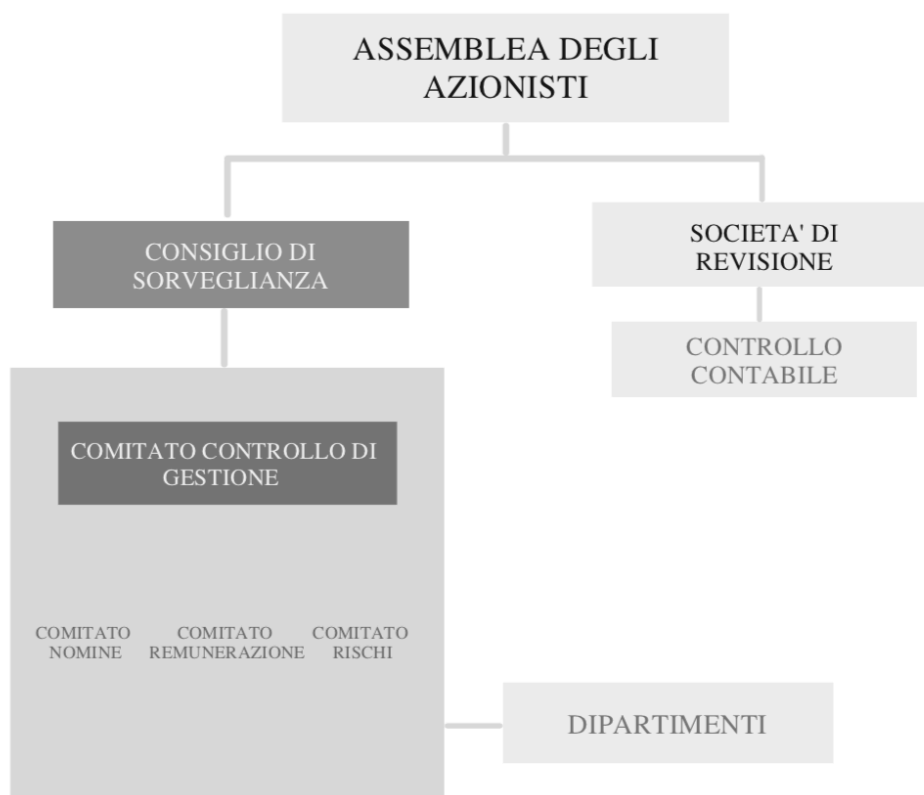 ASSEMBLEA DEGLI
AZIONISTI
CONSIGLIO DI
SORVEGLIANZA
SOCIETA' DI
REVISIONE
CONTROLLO
CONTABILE
COMITATO CONTROLLO DI
GESTIONE
COMITATO
NOMINE
COMITATO
REMUNERAZIONE
COMITATO
RISCHI
DIPARTIMENTI